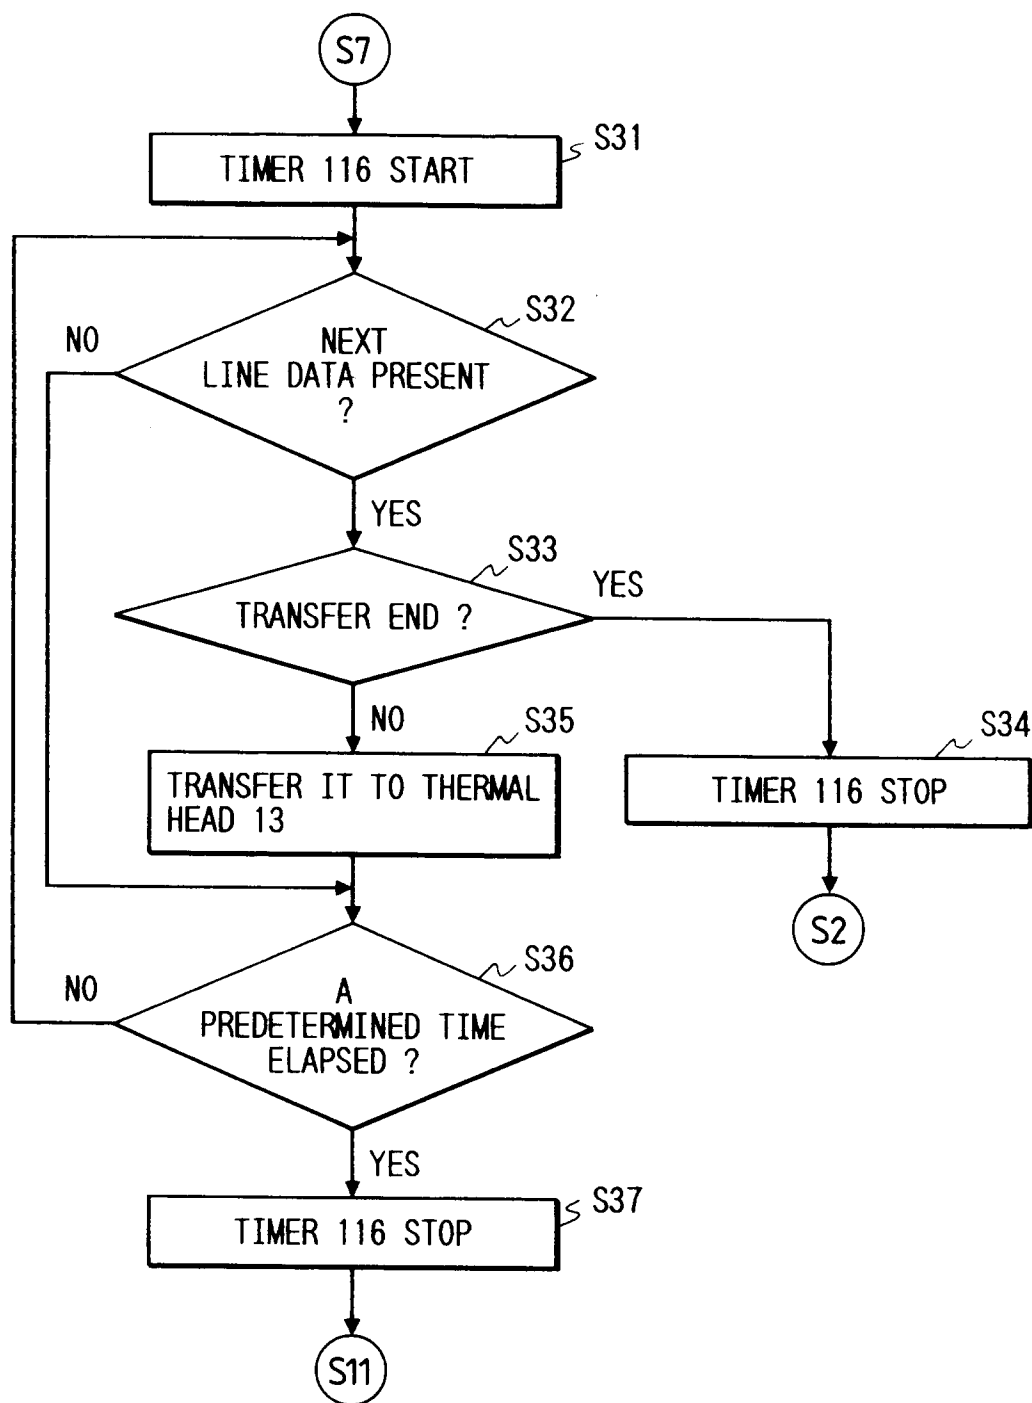 S7
TIMER 116 START
S31
NEXT
LINE DATA PRESENT
?
S32
NO
YES
TRANSFER END ?
S33
YES
NO
TRANSFER IT TO THERMAL
HEAD 13
S35
TIMER 116 STOP
S34
S2
A
PREDETERMINED TIME
ELAPSED ?
S36
NO
YES
TIMER 116 STOP
S37
S11